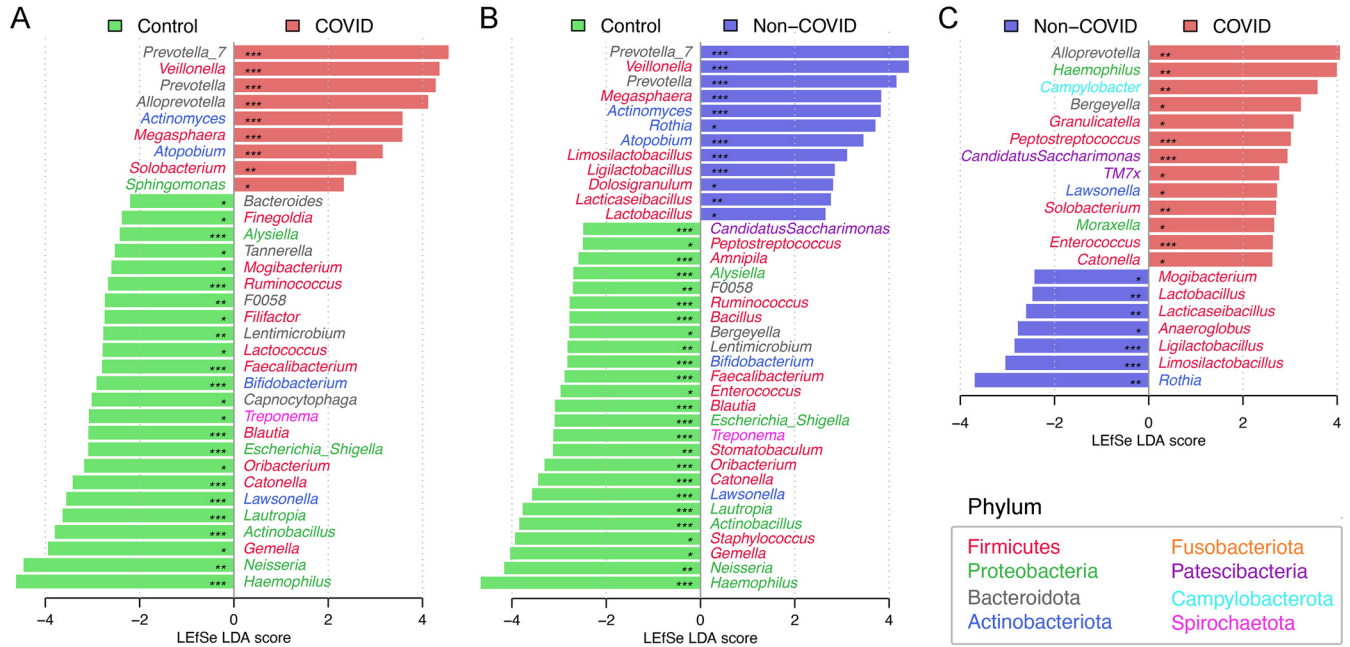 A
Control
COVID
Prevotella_7 ***
Veillonella ***
Prevotella ***
Alloprevotella ***
Actinomyces ***
Megasphaera ***
Atopobium ***
Solobacterium **
Sphingomonas *
* Bacteroides
* Finegoldia
*** Alysiella
* Tannerella
* Mogibacterium
*** Ruminococcus
** F0058
* Filifactor
** Lentimicrobium
* Lactococcus
*** Faecalibacterium
*** Bifidobacterium
* Capnocytophaga
* Treponema
*** Blautia
*** Escherichia_Shigella
* Oribacterium
*** Catonella
*** Lawsonella
*** Lautropia
*** Actinobacillus
* Gemella
** Neisseria
*** Haemophilus
−4 −2 0 2 4
LEfSe LDA score
B
Control
Non−COVID
Prevotella_7 ***
Veillonella ***
Prevotella ***
Megasphaera ***
Actinomyces ***
Rothia *
Atopobium ***
Limosilactobacillus ***
Ligilactobacillus ***
Dolosigranulum *
Lacticaseibacillus **
Lactobacillus *
*** CandidatusSaccharimonas
* Peptostreptococcus
*** Amnipila
*** Alysiella
** F0058
*** Ruminococcus
*** Bacillus
* Bergeyella
** Lentimicrobium
*** Bifidobacterium
*** Faecalibacterium
* Enterococcus
*** Blautia
*** Escherichia_Shigella
*** Treponema
** Stomatobaculum
*** Oribacterium
*** Catonella
*** Lawsonella
*** Lautropia
*** Actinobacillus
* Staphylococcus
* Gemella
** Neisseria
*** Haemophilus
−4 −2 0 2 4
LEfSe LDA score
C
Non−COVID
COVID
Alloprevotella **
Haemophilus **
Campylobacter **
Bergeyella *
Granulicatella *
Peptostreptococcus ***
CandidatusSaccharimonas ***
TM7x *
Lawsonella *
Solobacterium **
Moraxella *
Enterococcus ***
Catonella *
* Mogibacterium
** Lactobacillus
** Lacticaseibacillus
* Anaeroglobus
*** Ligilactobacillus
*** Limosilactobacillus
** Rothia
−4 −2 0 2 4
LEfSe LDA score
Phylum
Firmicutes
Proteobacteria
Bacteroidota
Actinobacteriota
Fusobacteriota
Patescibacteria
Campylobacterota
Spirochaetota